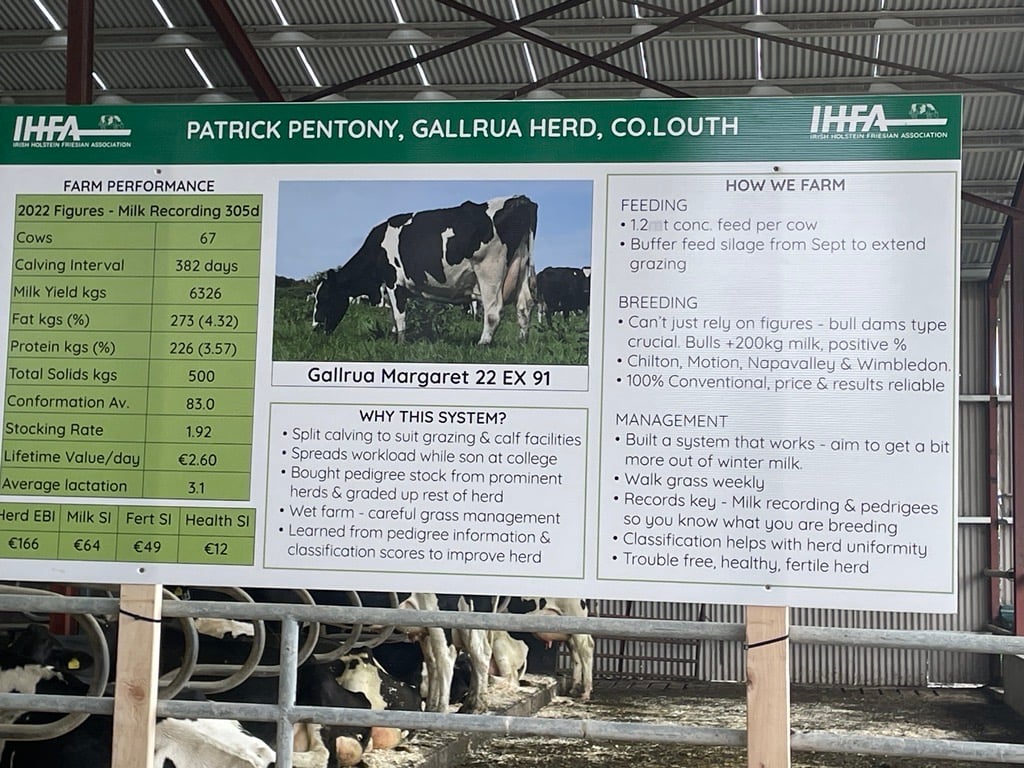 IHFA
IRISH HOLSTEIN FRIESIAN ASSOCIATION
PATRICK PENTONY, GALLRUA HERD, CO.LOUTH
IHFA
IRISH HOLSTEIN FRIESIAN ASSOCIATION
FARM PERFORMANCE
2022 Figures - Milk Recording 305d
Cows 67
Calving Interval 382 days
Milk Yield kgs 6326
Fat kgs (%) 273 (4.32)
Protein kgs (%) 226 (3.57)
Total Solids kgs 500
Conformation Av. 83.0
Stocking Rate 1.92
Lifetime Value/day €2.60
Average lactation 3.1
Herd EBI Milk SI Fert SI Health SI
€166 €64 €49 €12
Gallrua Margaret 22 EX 91
WHY THIS SYSTEM?
• Split calving to suit grazing & calf facilities
• Spreads workload while son at college
• Bought pedigree stock from prominent
herds & graded up rest of herd
• Wet farm - careful grass management
• Learned from pedigree information &
classification scores to improve herd
HOW WE FARM
FEEDING
• conc. feed per cow
• Buffer feed silage from Sept to extend
grazing
BREEDING
• Can't just rely on figures - bull dams type
crucial. Bulls +200kg milk, positive %
• Chilton, Motion, Napavalley & Wimbledon.
• 100% Conventional, price & results reliable
MANAGEMENT
• Built a system that works - aim to get a bit
more out of winter milk.
• Walk grass weekly
• Records key - Milk recording & pedigrees
so you know what you are breeding
• Classification helps with herd uniformity
• Trouble free, healthy, fertile herd